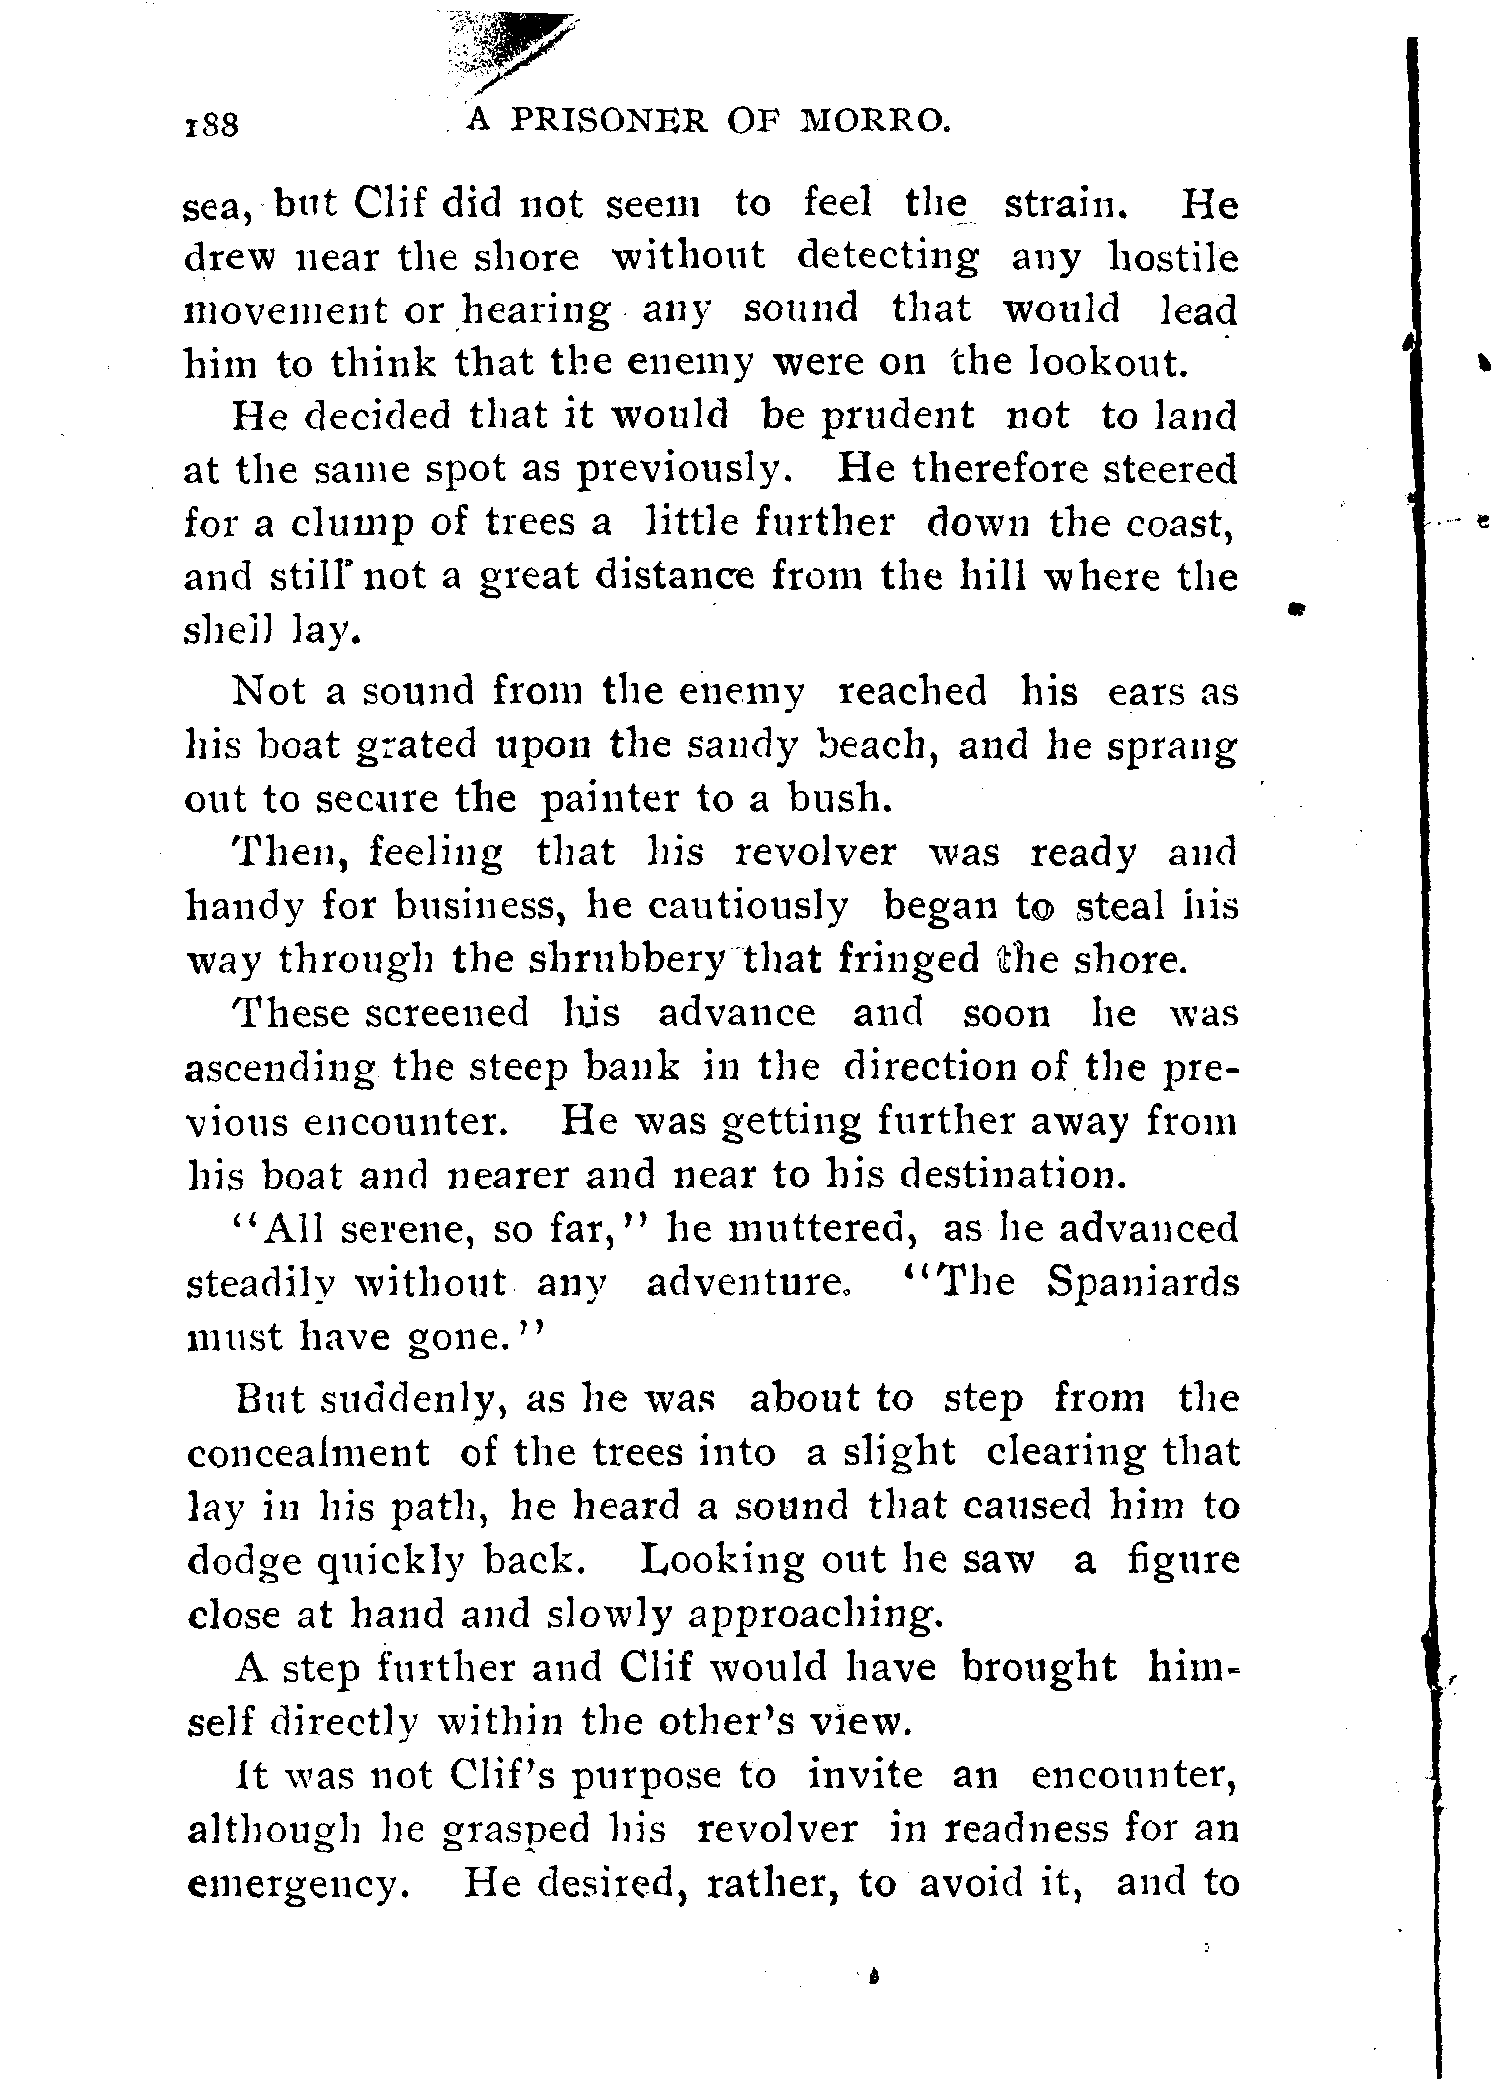 188 A PRISONER OF MORRO.
sea, but Clif did not seem to feel the strain. He
drew near the shore without detecting any hostile
movement or hearing any sound that would lead
him to think that the enemy were on the lookout.
He decided that it would be prudent not to land
at the same spot as previously. He therefore steered
for a clump of trees a little further down the coast,
and still not a great distance from the hill where the
shell lay.
Not a sound from the enemy reached his ears as
his boat grated upon the sandy beach, and he sprang
out to secure the painter to a bush.
Then, feeling that his revolver was ready and
handy for business, he cautiously began to steal his
way through the shrubbery that fringed the shore.
These screened his advance and soon he was
ascending the steep bank in the direction of the pre-
vious encounter. He was getting further away from
his boat and nearer and near to his destination.
"All serene, so far," he muttered, as he advanced
steadily without any adventure. "The Spaniards
must have gone."
But suddenly, as he was about to step from the
concealment of the trees into a slight clearing that
lay in his path, he heard a sound that caused him to
dodge quickly back. Looking out he saw a figure
close at hand and slowly approaching.
A step further and Clif would have brought him-
self directly within the other's view.
It was not Clif's purpose to invite an encounter,
although he grasped his revolver in readness for an
emergency. He desired, rather, to avoid it, and to